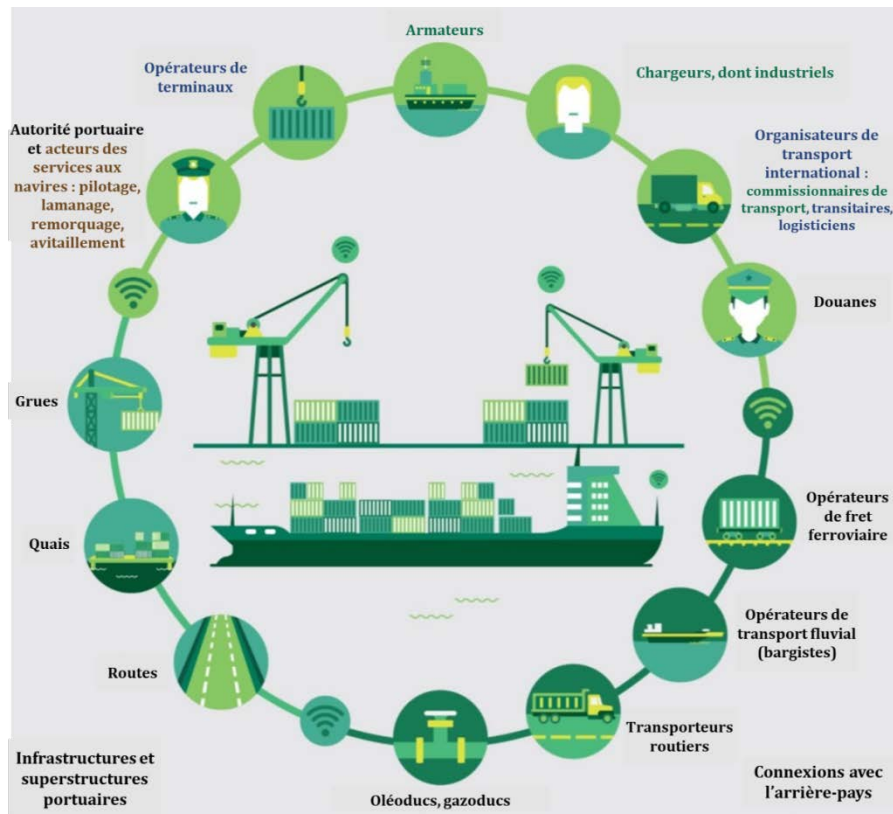 Armateurs
Opérateurs de
terminaux
Chargeurs, dont industriels
Autorité portuaire
et acteurs des
services aux
navires : pilotage,
lamanage,
remorquage,
avitaillement
Organisateurs de
transport
international :
commissionnaires de
transport, transitaires,
logisticiens
Douanes
Grues
Opérateurs
de fret
ferroviaire
Quais
Opérateurs de
transport fluvial
(bargistes)
Routes
Transporteurs
routiers
Infrastructures et
superstructures
portuaires
Oléoducs, gazoducs
Connexions avec
l'arrière-pays